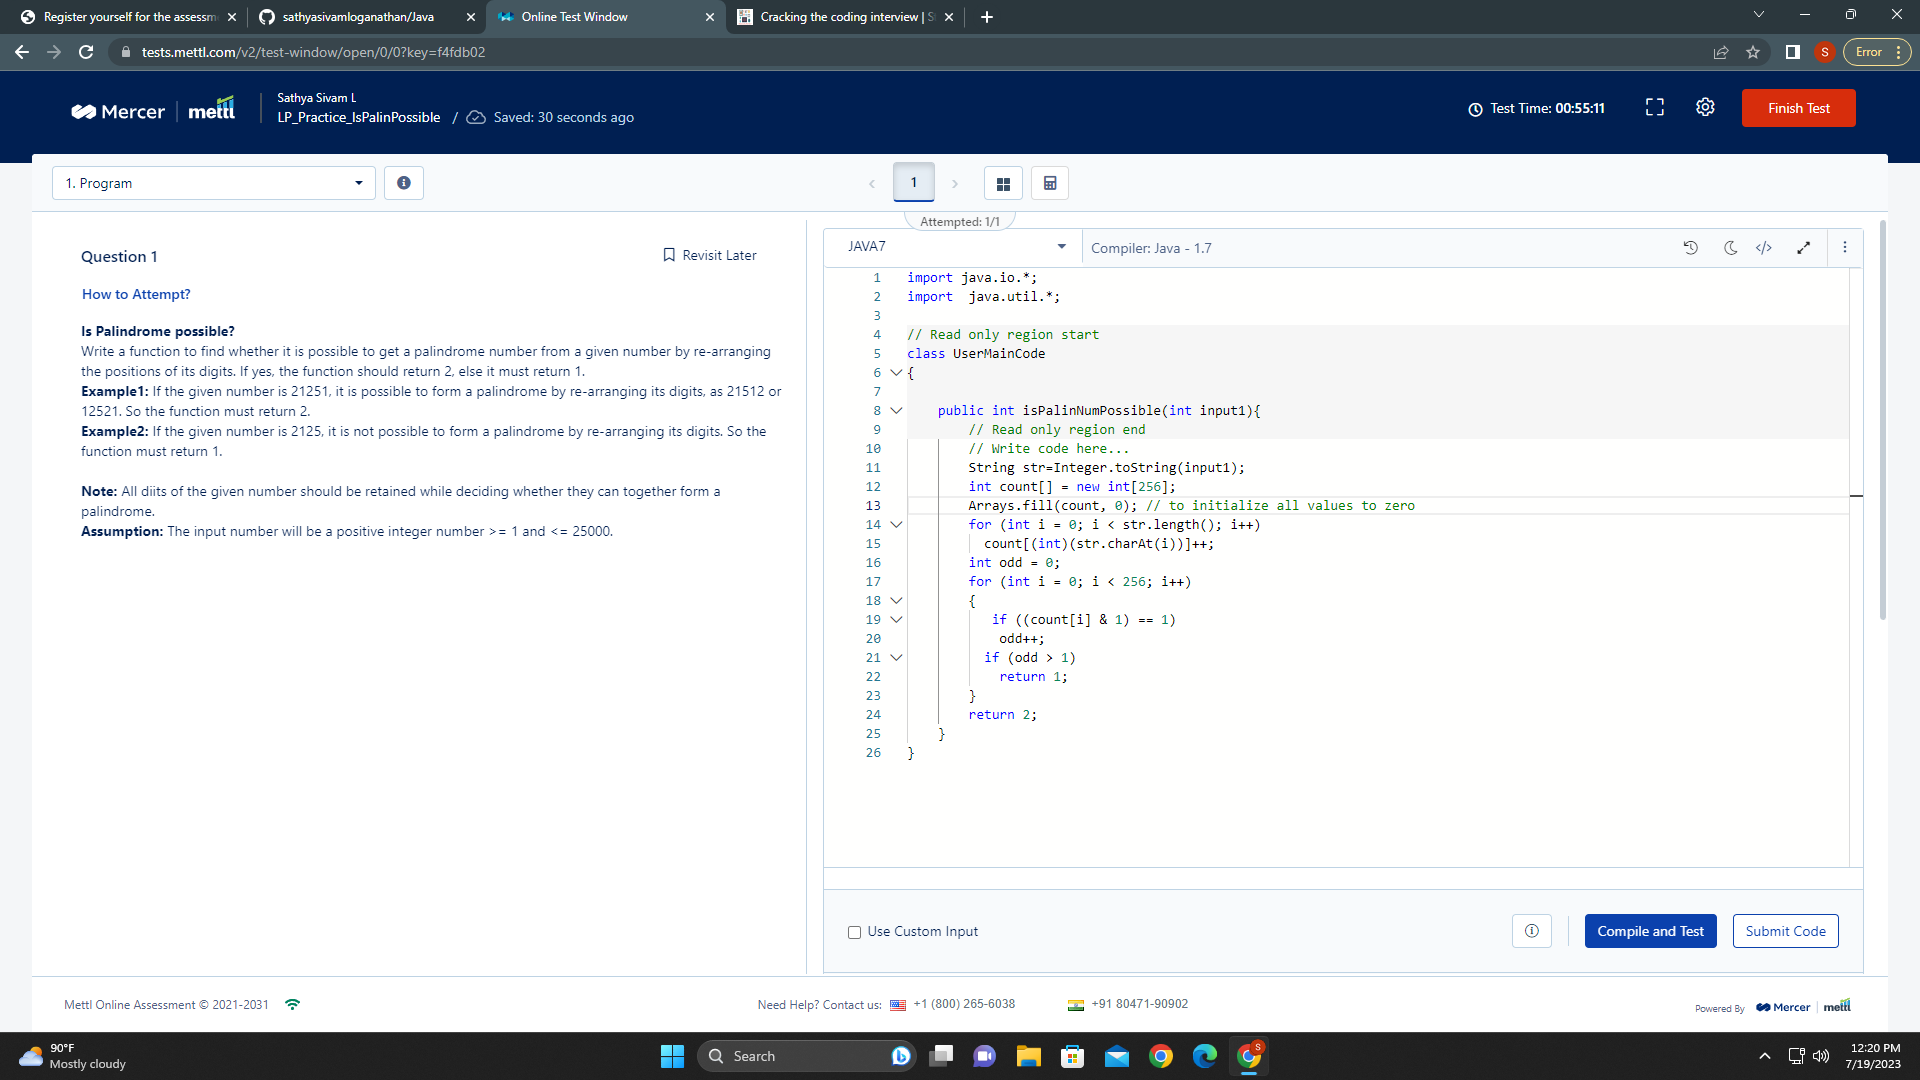 Register yourself for the assessm
sathyasivamloganathan/Java
Online Test Window
Cracking the coding interview | S
tests.mettl.com/v2/test-window/open/0/0?key=f4fdb02
S
Error
Mercer | mettl
Sathya Sivam L
LP_Practice_IsPalinPossible / Saved: 30 seconds ago
Test Time: 00:55:11
Finish Test
1. Program
1
Attempted: 1/1
Question 1
Revisit Later
How to Attempt?
Is Palindrome possible?
Write a function to find whether it is possible to get a palindrome number from a given number by re-arranging
the positions of its digits. If yes, the function should return 2, else it must return 1.
Example1: If the given number is 21251, it is possible to form a palindrome by re-arranging its digits, as 21512 or
12521. So the function must return 2.
Example2: If the given number is 2125, it is not possible to form a palindrome by re-arranging its digits. So the
function must return 1.
Note: All diits of the given number should be retained while deciding whether they can together form a
palindrome.
Assumption: The input number will be a positive integer number >= 1 and <= 25000.
JAVA7
Compiler: Java - 1.7
1 import java.io.*;
2 import  java.util.*;
3
4 // Read only region start
5 class UserMainCode
6 {
7
8     public int isPalinNumPossible(int input1){
9         // Read only region end
10         // Write code here...
11         String str=Integer.toString(input1);
12         int count[] = new int[256];
13         Arrays.fill(count, 0); // to initialize all values to zero
14         for (int i = 0; i < str.length(); i++)
15           count[(int)(str.charAt(i))]++;
16         int odd = 0;
17         for (int i = 0; i < 256; i++)
18         {
19            if ((count[i] & 1) == 1)
20             odd++;
21           if (odd > 1)
22             return 1;
23         }
24         return 2;
25     }
26 }
Use Custom Input
Compile and Test
Submit Code
Mettl Online Assessment © 2021-2031
Need Help? Contact us: +1 (800) 265-6038
+91 80471-90902
Powered By Mercer | mettl
90°F
Mostly cloudy
Search
S
12:20 PM
7/19/2023